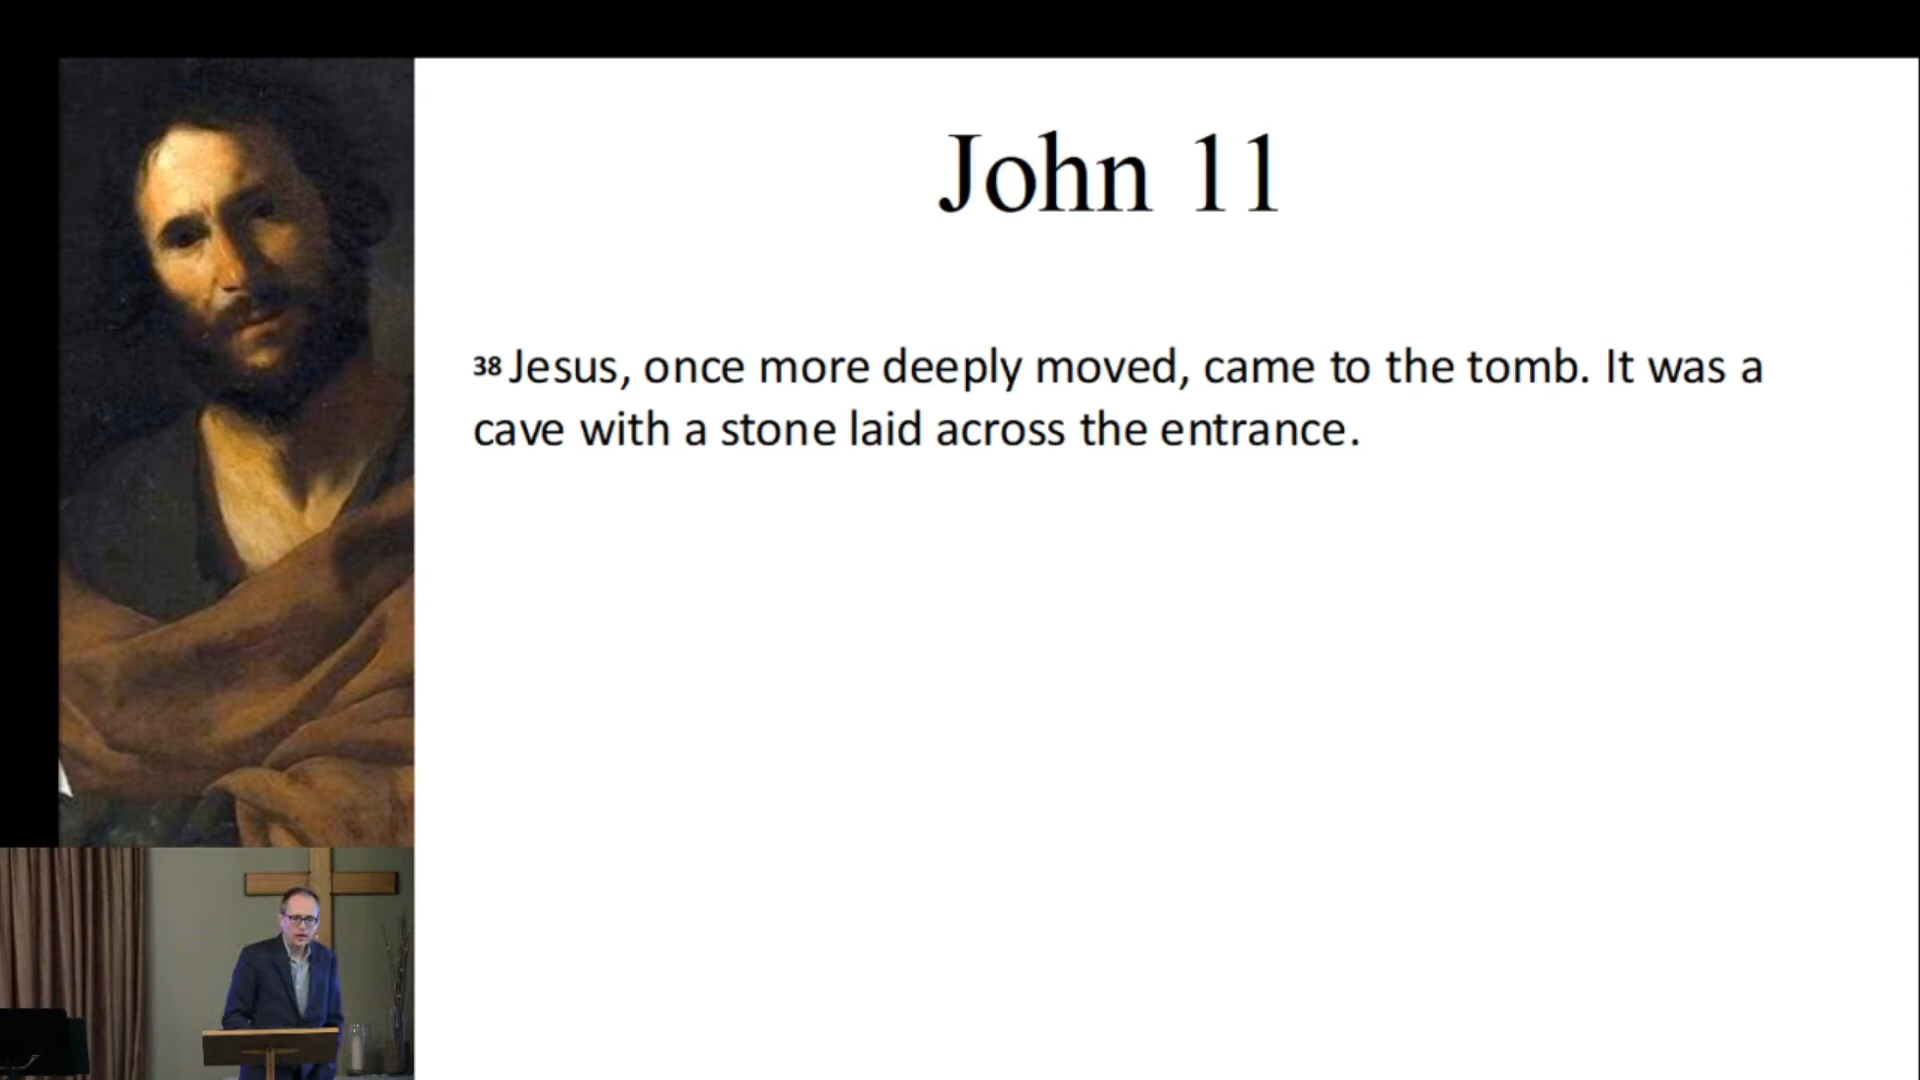 John 11
38 Jesus, once more deeply moved, came to the tomb. It was a
cave with a stone laid across the entrance.